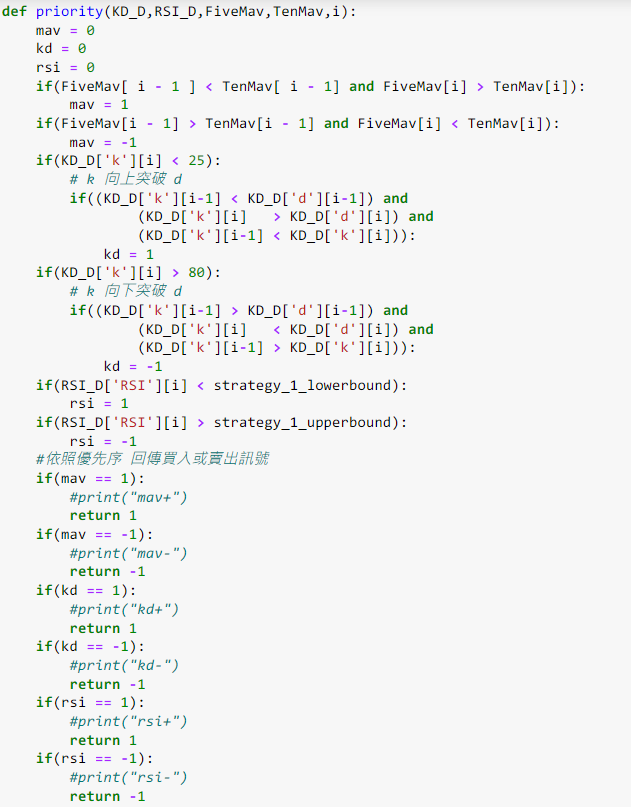 def priority(KD_D,RSI_D,FiveMav,TenMav,i):
    mav = 0
    kd = 0
    rsi = 0
    if(FiveMav[ i - 1 ] < TenMav[ i - 1] and FiveMav[i] > TenMav[i]):
        mav = 1
    if(FiveMav[i - 1] > TenMav[i - 1] and FiveMav[i] < TenMav[i]):
        mav = -1
    if(KD_D['k'][i] < 25):
        # k 向上突破 d
        if((KD_D['k'][i-1] < KD_D['d'][i-1]) and
                (KD_D['k'][i]   > KD_D['d'][i]) and
                (KD_D['k'][i-1] < KD_D['k'][i])):
            kd = 1
    if(KD_D['k'][i] > 80):
        # k 向下突破 d
        if((KD_D['k'][i-1] > KD_D['d'][i-1]) and
                (KD_D['k'][i]   < KD_D['d'][i]) and
                (KD_D['k'][i-1] > KD_D['k'][i])):
            kd = -1
    if(RSI_D['RSI'][i] < strategy_1_lowerbound):
        rsi = 1
    if(RSI_D['RSI'][i] > strategy_1_upperbound):
        rsi = -1
    #依照優先序 回傳買入或賣出訊號
    if(mav == 1):
        #print("mav+")
        return 1
    if(mav == -1):
        #print("mav-")
        return -1
    if(kd == 1):
        #print("kd+")
        return 1
    if(kd == -1):
        #print("kd-")
        return -1
    if(rsi == 1):
        #print("rsi+")
        return 1
    if(rsi == -1):
        #print("rsi-")
        return -1